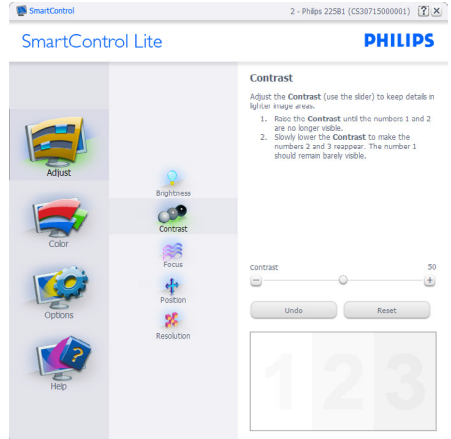 SmartControl
2 - Philips 225B1 (CS30715000001)
?
x
SmartControl Lite
PHILIPS
Adjust
Color
Options
Help
Brightness
Contrast
Focus
Position
Resolution
Contrast
Adjust the Contrast (use the slider) to keep details in
lighter image areas.
1. Raise the Contrast until the numbers 1 and 2
are no longer visible.
2. Slowly lower the Contrast to make the
numbers 2 and 3 reappear. The number 1
should remain barely visible.
Contrast
50
Undo
Reset
1 2 3